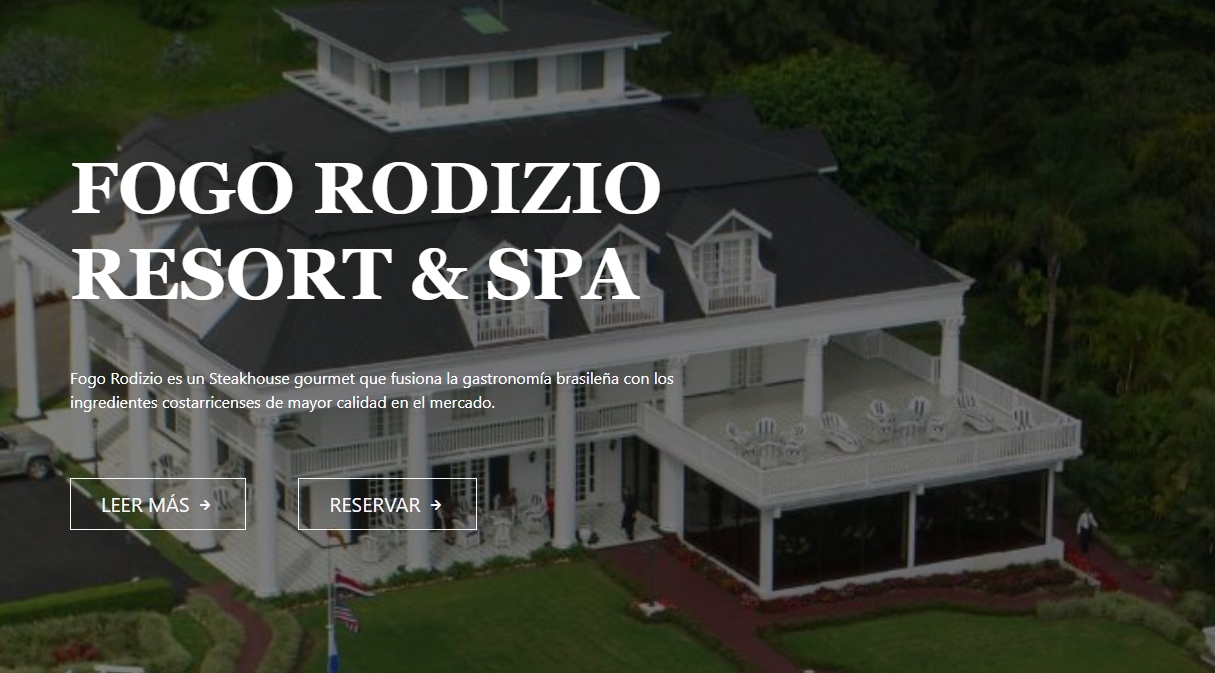 FOGO RODIZIO
RESORT & SPA
Fogo Rodizio es un Steakhouse gourmet que fusiona la gastronomía brasileña con los
ingredientes costarricenses de mayor calidad en el mercado.
LEER MÁS →
RESERVAR →